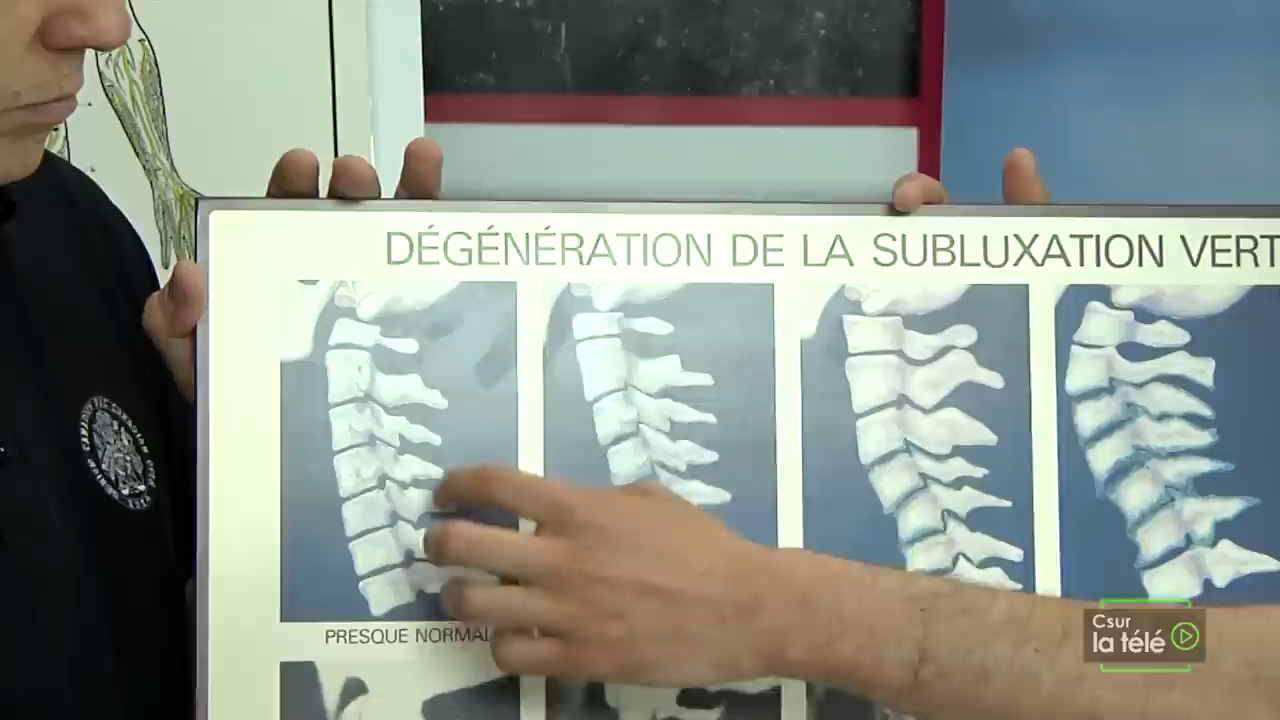 DÉGÉNÉRATION DE LA SUBLUXATION VERT
PRESQUE NORMAL
Csur
la télé